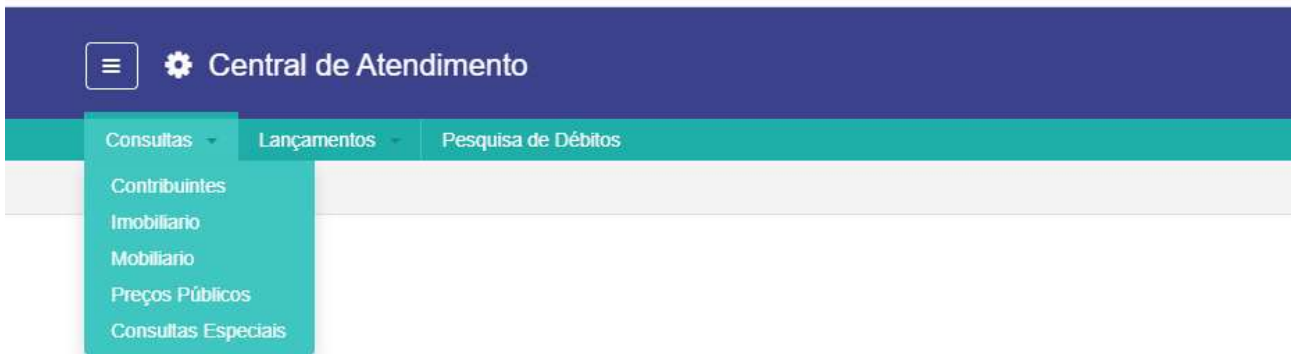 Central de Atendimento
Consultas Lançamentos Pesquisa de Débitos
Contribuintes
Imobiliario
Mobiliario
Preços Públicos
Consultas Especiais